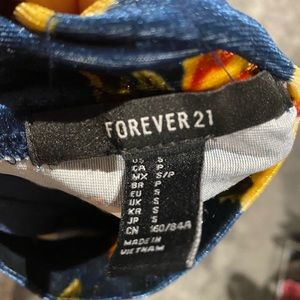 FOREVER 21
US S
CA P
MX S/P
BR P
EU S
UK S
KR S
JP S
CN 160/84A
MADE IN
VIETNAM